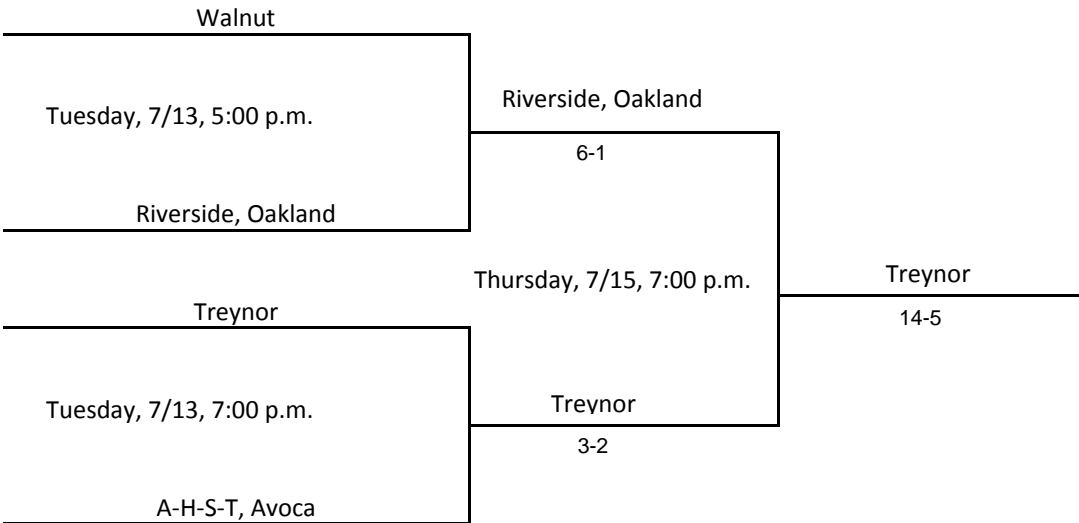 Walnut
Tuesday, 7/13, 5:00 p.m.
Riverside, Oakland
Riverside, Oakland
6-1
Thursday, 7/15, 7:00 p.m.
Treynor
14-5
Treynor
Tuesday, 7/13, 7:00 p.m.
A-H-S-T, Avoca
Treynor
3-2